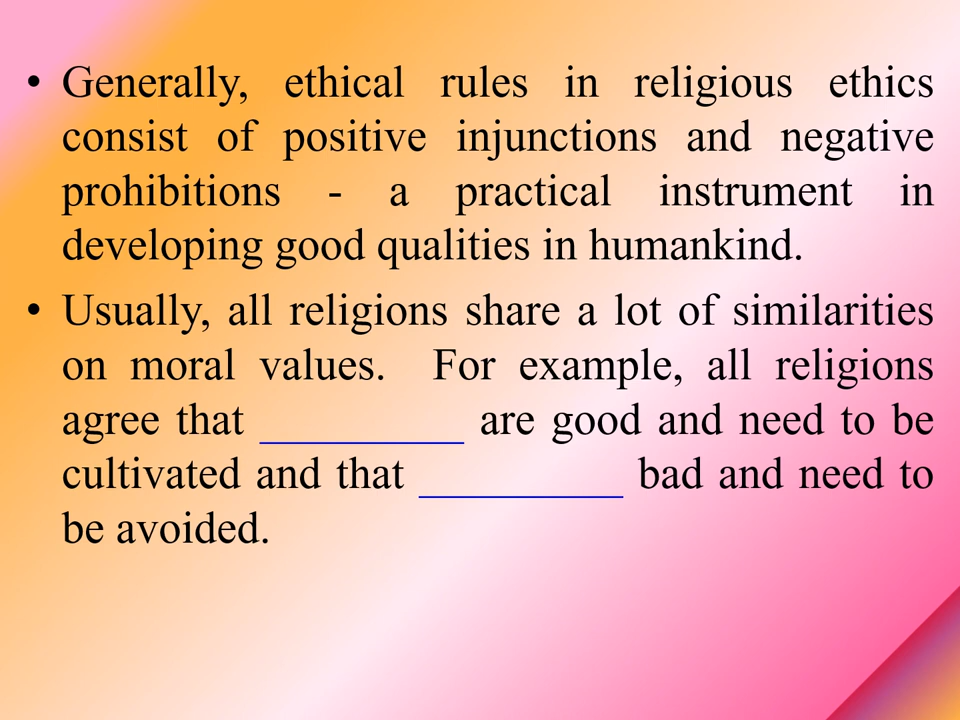 • Generally, ethical rules in religious ethics
consist of positive injunctions and negative
prohibitions - a practical instrument in
developing good qualities in humankind.
• Usually, all religions share a lot of similarities
on moral values.  For example, all religions
agree that _________ are good and need to be
cultivated and that _________ bad and need to
be avoided.